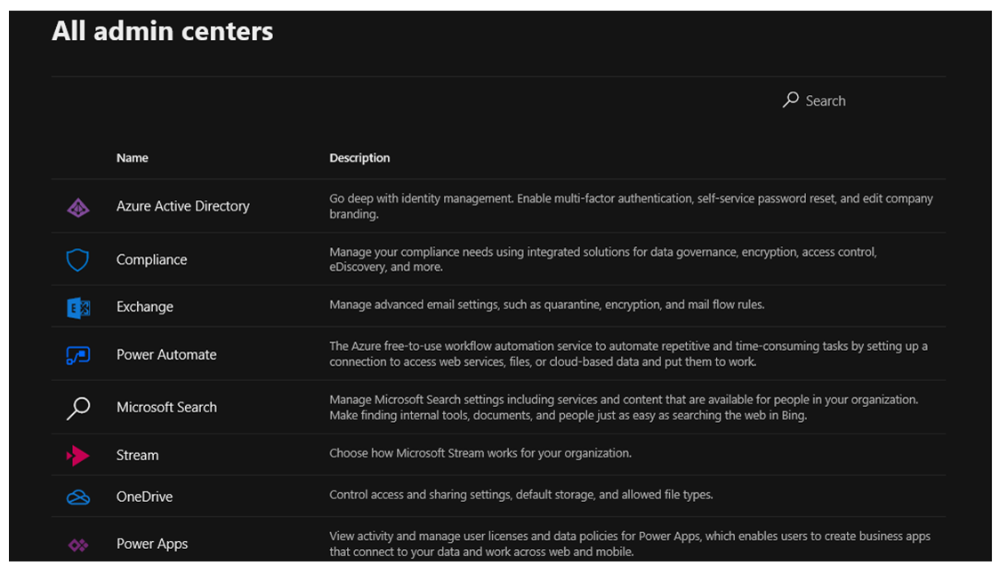 All admin centers
Search
Name Description
Azure Active Directory
Go deep with identity management. Enable multi-factor authentication, self-service password reset, and edit company
branding.
Compliance
Manage your compliance needs using integrated solutions for data governance, encryption, access control,
eDiscovery, and more.
Exchange
Manage advanced email settings, such as quarantine, encryption, and mail flow rules.
Power Automate
The Azure free-to-use workflow automation service to automate repetitive and time-consuming tasks by setting up a
connection to access web services, files, or cloud-based data and put them to work.
Microsoft Search
Manage Microsoft Search settings including services and content that are available for people in your organization.
Make finding internal tools, documents, and people just as easy as searching the web in Bing.
Stream
Choose how Microsoft Stream works for your organization.
OneDrive
Control access and sharing settings, default storage, and allowed file types.
Power Apps
View activity and manage user licenses and data policies for Power Apps, which enables users to create business apps
that connect to your data and work across web and mobile.